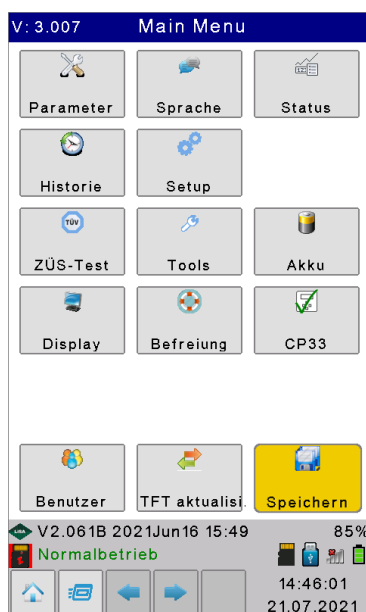 V: 3.007 Main Menu
Parameter Sprache Status
Historie Setup
TÜV
ZÜS-Test Tools Akku
Display Befreiung CP33
Benutzer TFT aktualisi. Speichern
LiSA V2.061B 2021Jun16 15:49 85%
Normalbetrieb
14:46:01
21.07.2021